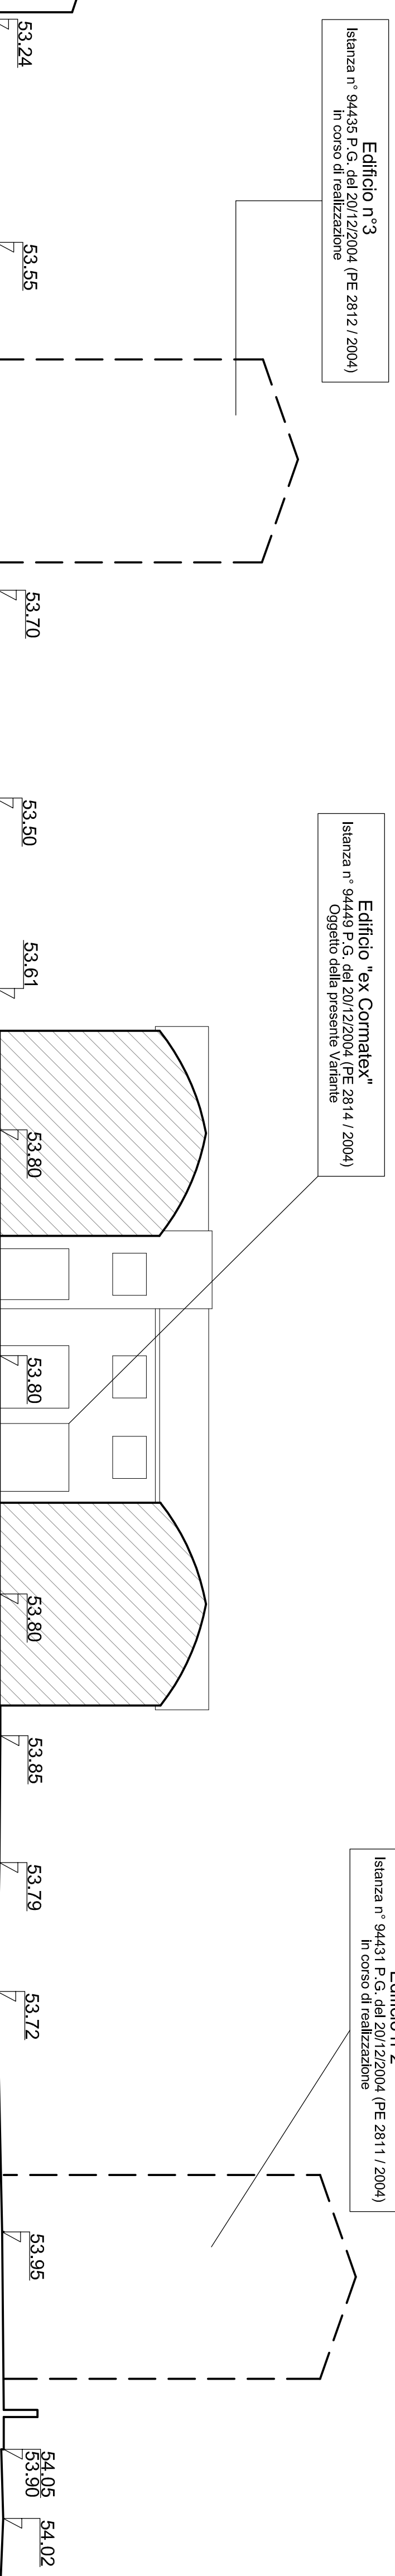 Edificio n°3
Istanza n° 94435 P.G. del 20/12/2004 (PE 2812 / 2004)
in corso di realizzazione
Edificio "ex Cormatex"
Istanza n° 94449 P.G. del 20/12/2004 (PE 2814 / 2004)
Oggetto della presente Variante
Edificio n°2
Istanza n° 94431 P.G. del 20/12/2004 (PE 2811 / 2004)
in corso di realizzazione
53.24
53.55
53.70
53.50
53.61
53.80
53.80
53.80
53.85
53.79
53.72
53.95
54.05
53.90
54.02